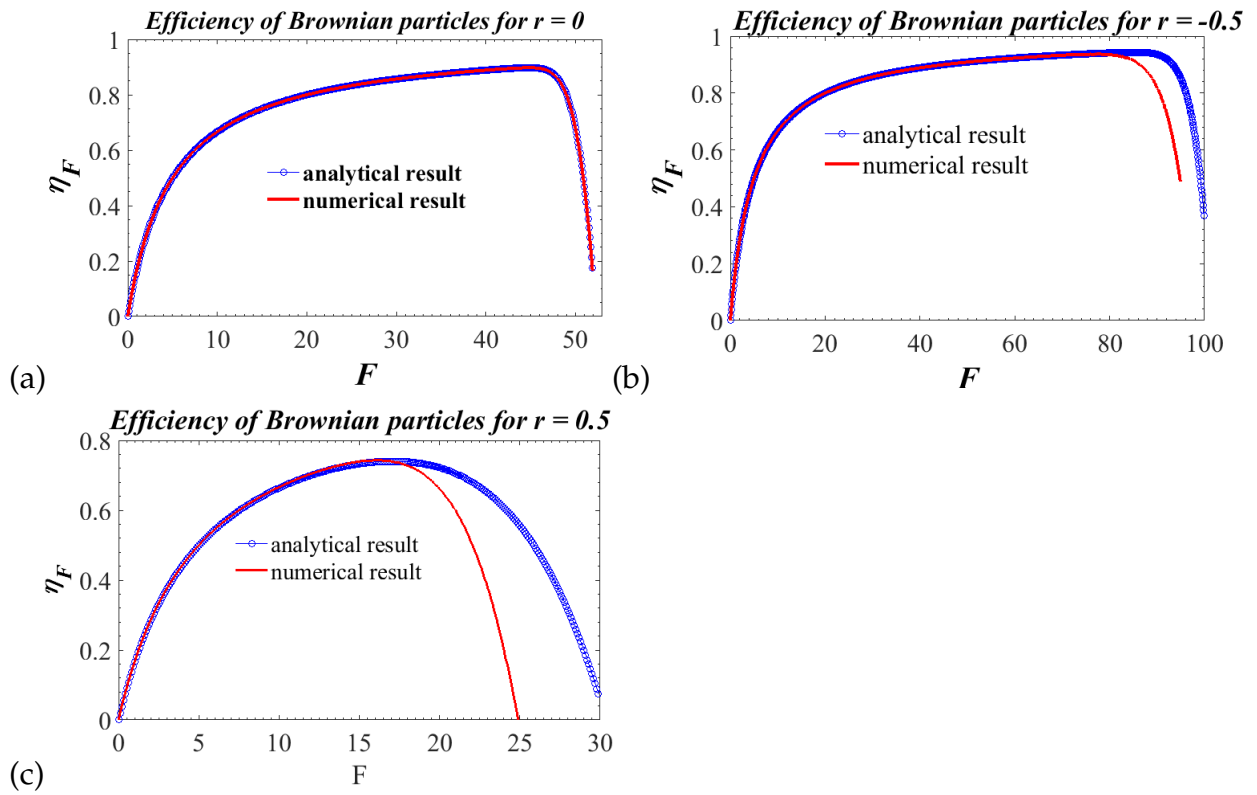 Efficiency of Brownian particles for r = 0
1
0.8
0.6
0.4
0.2
0
ηF
analytical result
numerical result
0 10 20 30 40 50
F
(a)
Efficiency of Brownian particles for r = -0.5
1
0.8
0.6
0.4
0.2
0
ηF
analytical result
numerical result
0 20 40 60 80 100
F
(b)
Efficiency of Brownian particles for r = 0.5
0.8
0.6
0.4
0.2
0
ηF
analytical result
numerical result
0 5 10 15 20 25 30
F
(c)